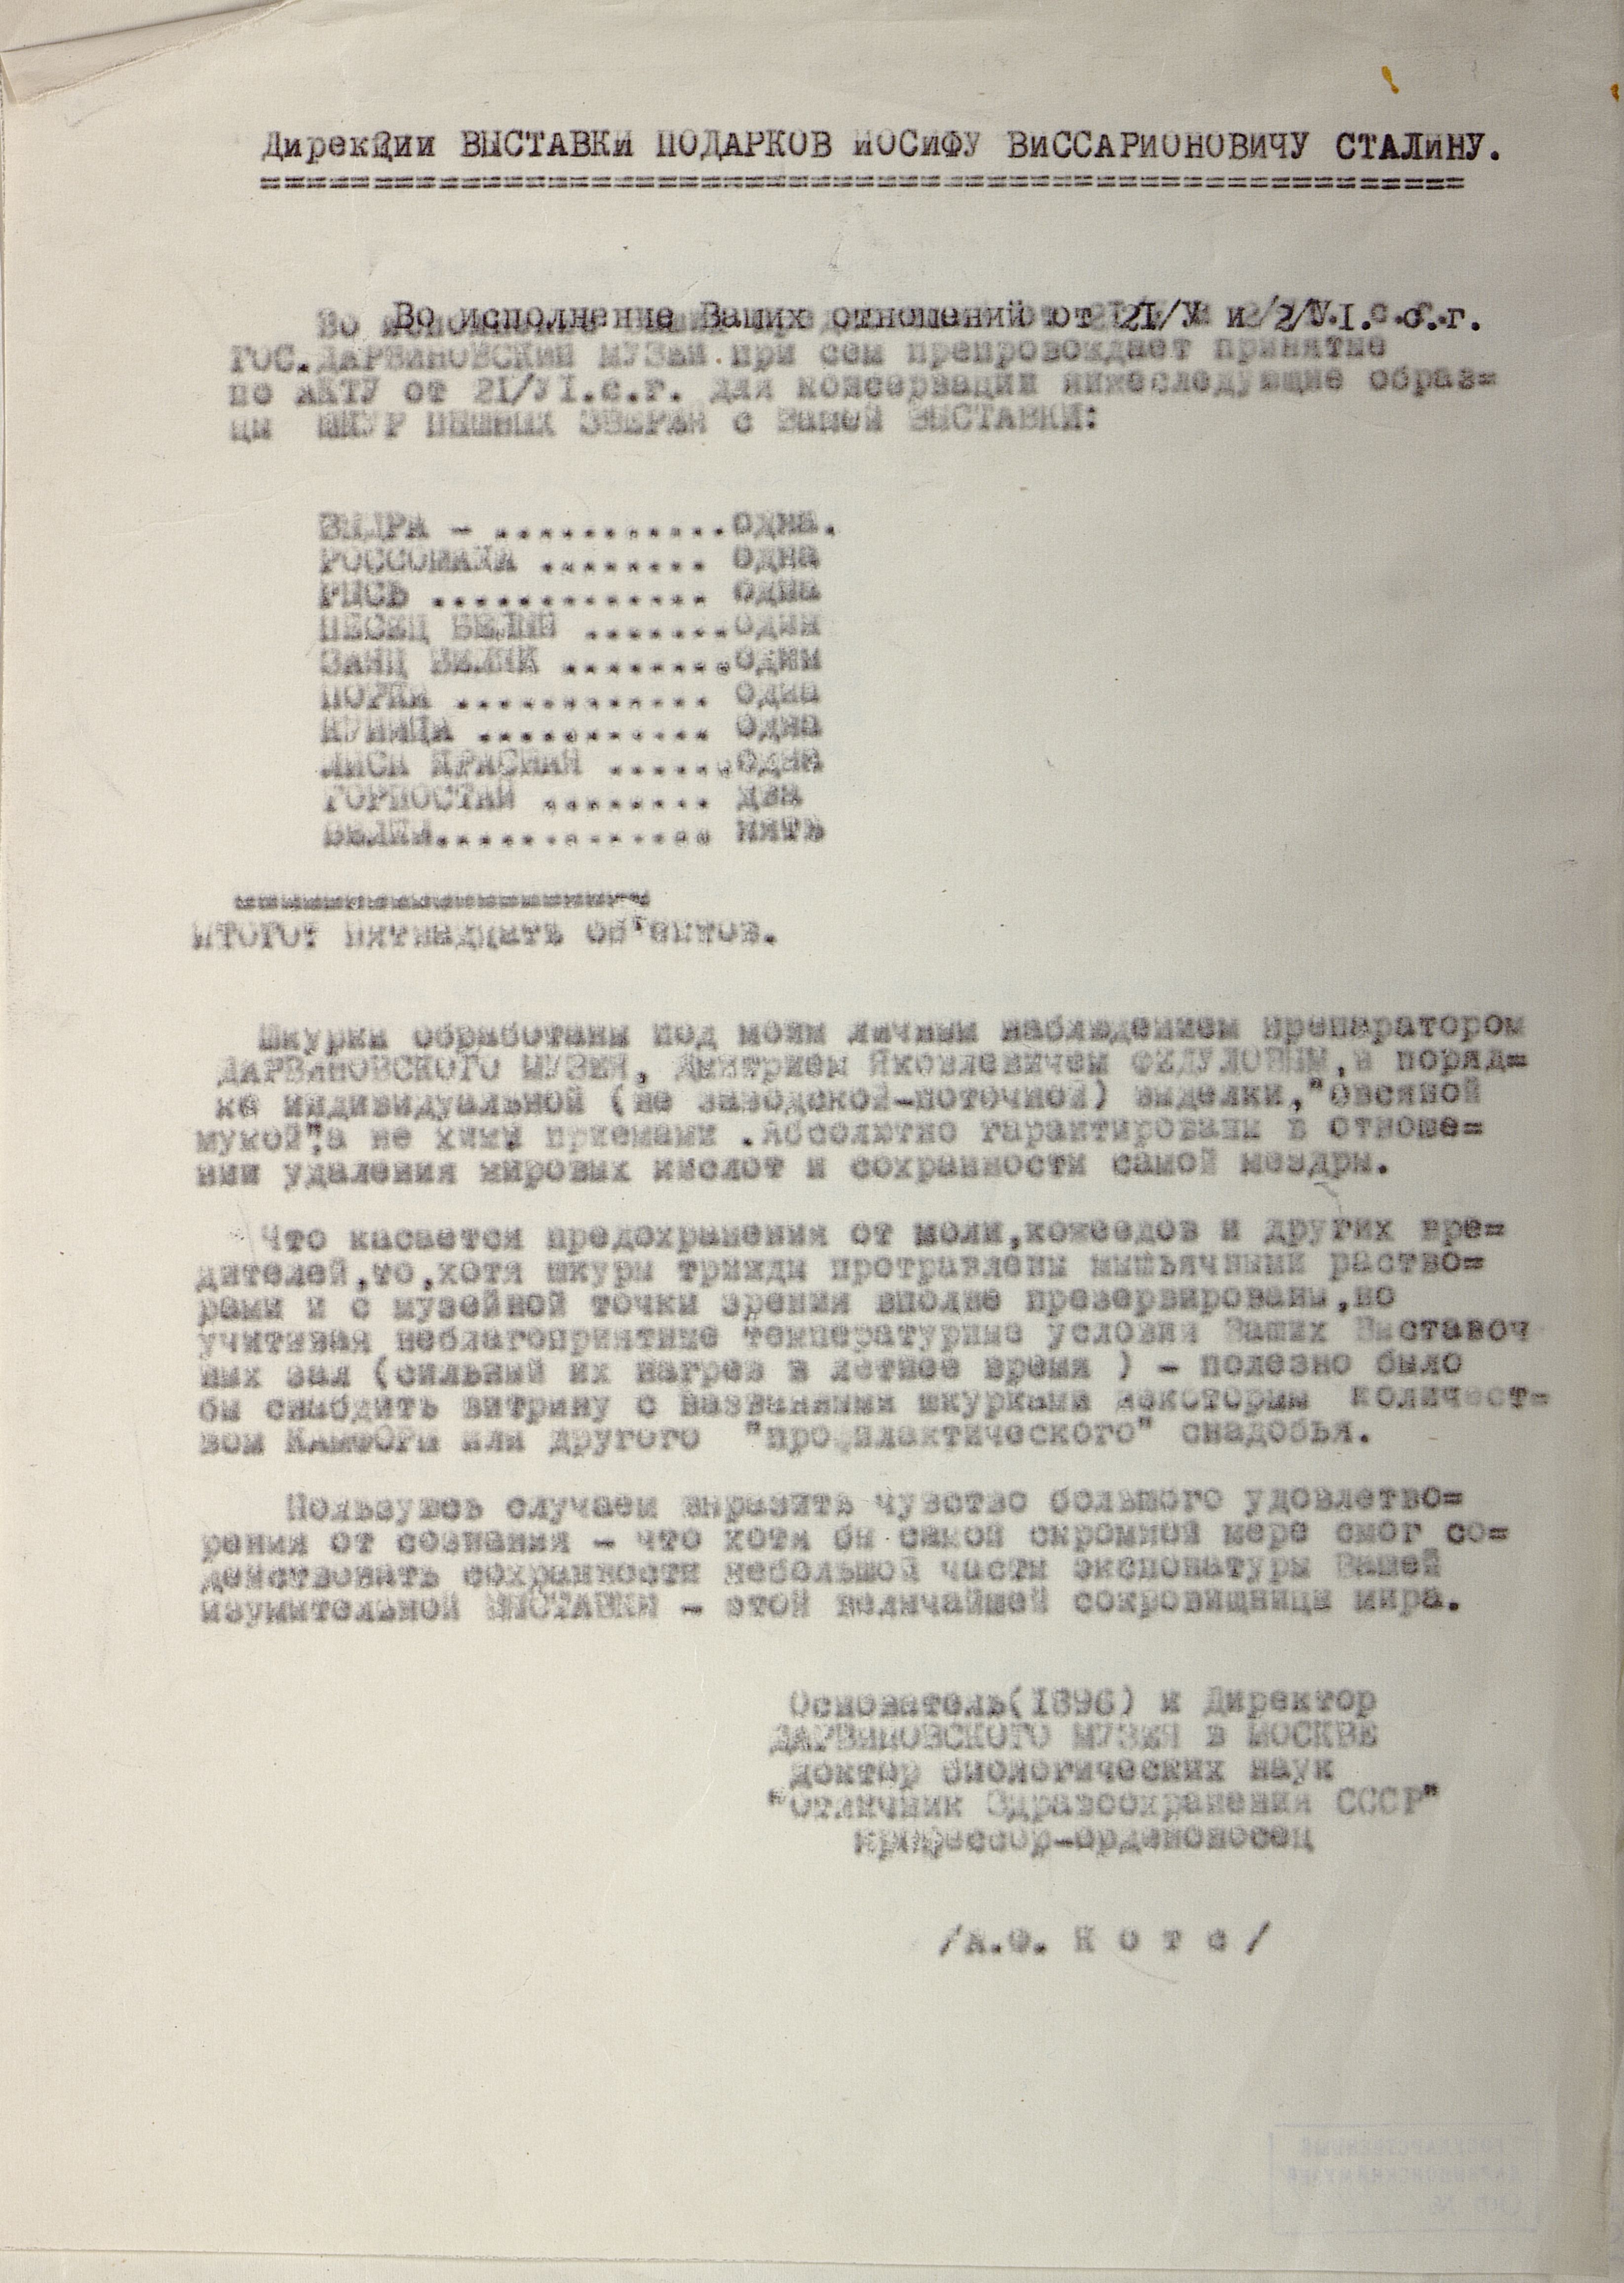 Дирекции ВЫСТАВКИ ПОДАРКОВ ИОСИФУ ВИССАРИОНОВИЧУ СТАЛИНУ.
Во исполнение Ваших отношений от 21/У и 2/У.I. с.г.
ГОС.ДАРВИНОВСКИЙ МУЗЕЙ при сем препровождает принятые
по АКТУ от 21/УI.с.г. для консервации нижеследующие образ=
цы ШКУР ПУШНЫХ ЗВЕРЕЙ с Вашей ВЫСТАВКИ:
ВЫДРА - ...........одна.
РОССОМАХА ........ одна
РЫСЬ ............. одна
ПЕСЕЦ БЕЛЫЙ .......один
ЗАЯЦ БЕЛЯК ........один
НОРКА ............ одна
КУНИЦА ........... одна
ЛИСА КРАСНАЯ ......одна
ГОРНОСТАЙ ........ два
БЕЛКИ............. пять
ИТОГО: Пятнадцать об'ектов.
Шкурки обработаны под моим личным наблюдением препаратором
ДАРВИНОВСКОГО МУЗЕЯ, Дмитрием Яковлевичем ФИДУЛОВЫМ,в поряд=
ке индивидуальной (не заводской-поточной) выделки,"овсяной
мукой",а не хими приемами .Абсолютно гарантированы в отноше=
нии удаления жировых кислот и сохранности самой мездры.
Что касается предохранения от моли,кожеедов и других вре=
дителей,то,хотя шкуры трижды протравлены мышьячными раство=
рами и с музейной точки зрения вполне презервированы,но
учитывая неблагоприятные температурные условия Ваших Выставоч
ных зал (сильный их нагрев в летнее время ) - полезно было
бы снабдить витрину с названными шкурками некоторым количест-
вом КАМФОРЫ или другого "профилактического" снадобья.
Пользуюсь случаем выразить чувство большого удовлетво=
рения от сознания - что хотя бы самой скромной мере смог со=
действовать сохранности небольшой части экспонатуры Вашей
изумительной ВЫСТАВКИ - этой величайшей сокровищницы мира.
Основатель(1896) и Директор
ДАРВИНОВСКОГО МУЗЕЯ в МОСКВЕ
доктор биологических наук
"Отличник Здравоохранения СССР"
профессор-орденоносец
/А.Ф. К о т с /